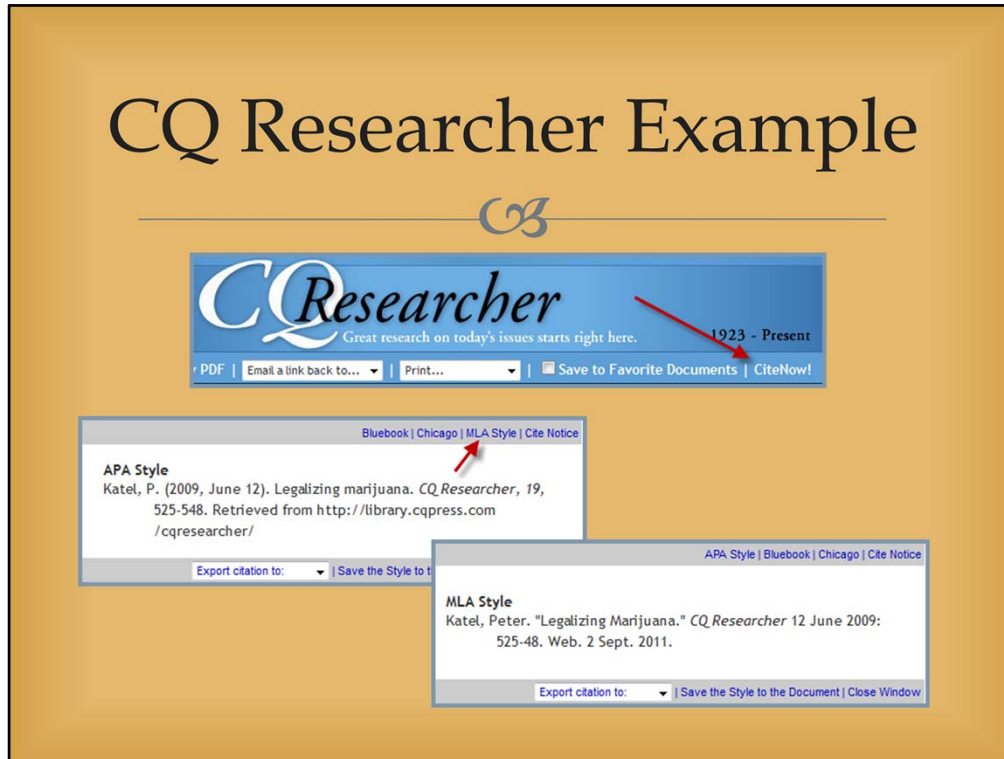 CQ Researcher Example
CQResearcher
Great research on today's issues starts right here.
1923 - Present
PDF | Email a link back to... | Print... | Save to Favorite Documents | CiteNow!
Bluebook | Chicago | MLA Style | Cite Notice
APA Style
Katel, P. (2009, June 12). Legalizing marijuana. CQ Researcher, 19,
525-548. Retrieved from http://library.cqpress.com
/cqresearcher/
Export citation to: | Save the Style to t
APA Style | Bluebook | Chicago | Cite Notice
MLA Style
Katel, Peter. "Legalizing Marijuana." CQ Researcher 12 June 2009:
525-48. Web. 2 Sept. 2011.
Export citation to: | Save the Style to the Document | Close Window